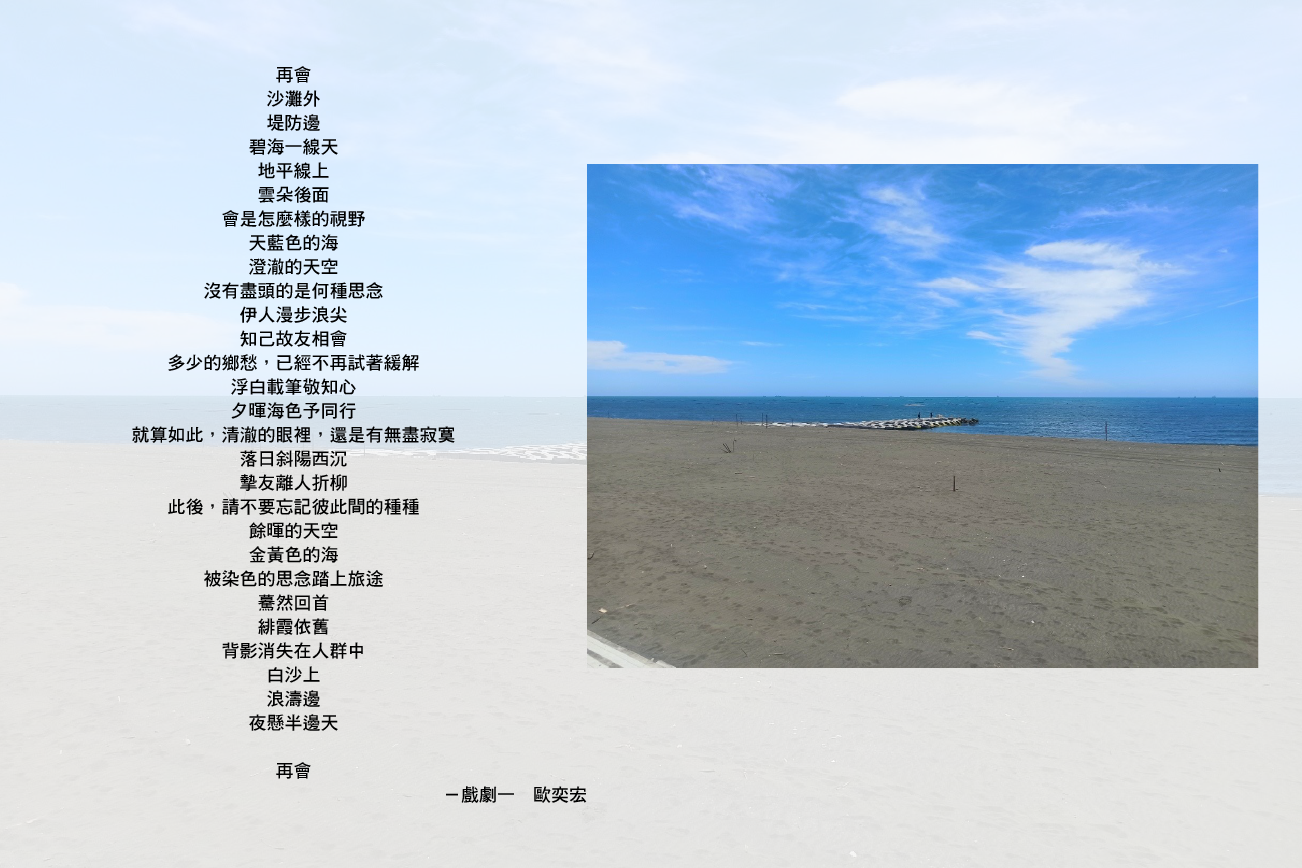 再會
沙灘外
堤防邊
碧海一線天
地平線上
雲朵後面
會是怎麼樣的視野
天藍色的海
澄澈的天空
沒有盡頭的是何種思念
伊人漫步浪尖
知己故友相會
多少的鄉愁，已經不再試著緩解
浮白載筆敬知心
夕暉海色予同行
就算如此，清澈的眼裡，還是有無盡寂寞
落日斜陽西沉
摯友離人折柳
此後，請不要忘記彼此間的種種
餘暉的天空
金黃色的海
被染色的思念踏上旅途
驀然回首
緋霞依舊
背影消失在人群中
白沙上
浪濤邊
夜懸半邊天
再會
－戲劇一　歐奕宏